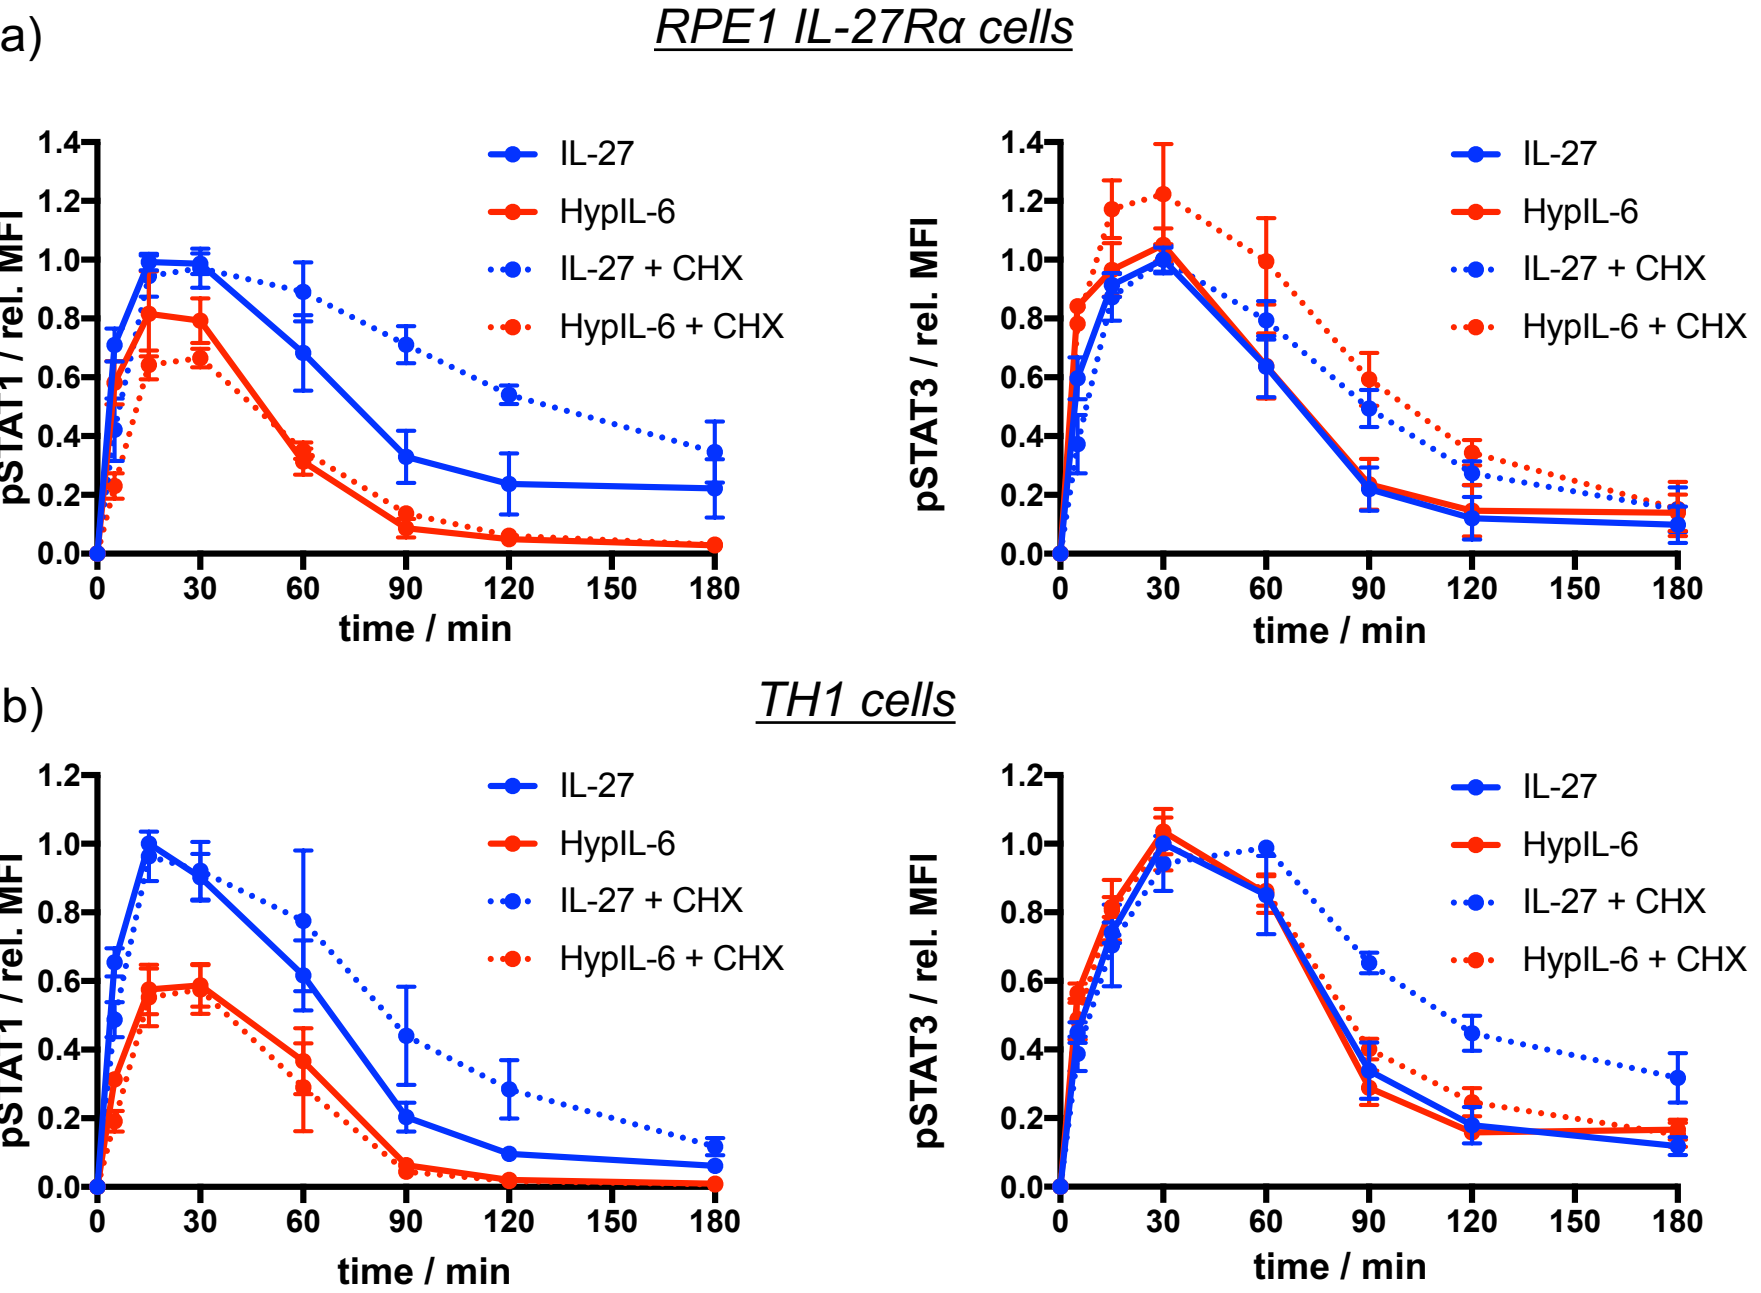 a)
RPE1 IL-27Rα cells
pSTAT1 / rel. MFI
1.4
1.2
1.0
0.8
0.6
0.4
0.2
0.0
0 30 60 90 120 150 180
time / min
IL-27
HypIL-6
IL-27 + CHX
HypIL-6 + CHX
pSTAT3 / rel. MFI
1.4
1.2
1.0
0.8
0.6
0.4
0.2
0.0
0 30 60 90 120 150 180
time / min
IL-27
HypIL-6
IL-27 + CHX
HypIL-6 + CHX
b)
TH1 cells
pSTAT1 / rel. MFI
1.2
1.0
0.8
0.6
0.4
0.2
0.0
0 30 60 90 120 150 180
time / min
IL-27
HypIL-6
IL-27 + CHX
HypIL-6 + CHX
pSTAT3 / rel. MFI
1.2
1.0
0.8
0.6
0.4
0.2
0.0
0 30 60 90 120 150 180
time / min
IL-27
HypIL-6
IL-27 + CHX
HypIL-6 + CHX